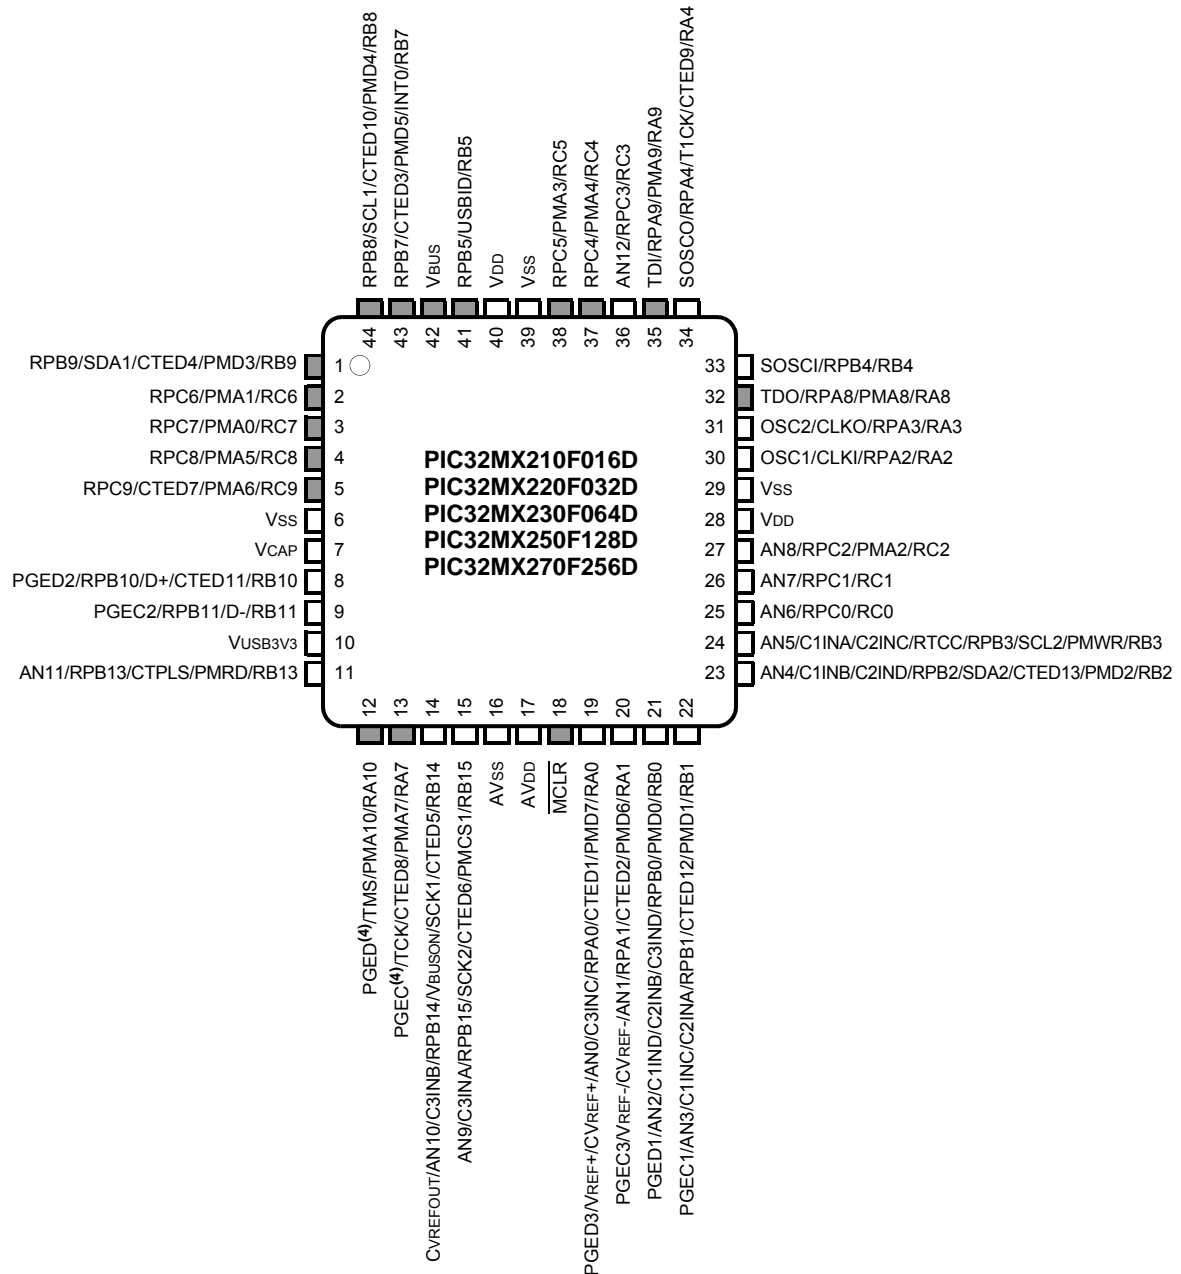 RPB8/SCL1/CTED10/PMD4/RB8
RPB7/CTED3/PMD5/INT0/RB7
VBUS
RPB5/USBID/RB5
VDD
VSS
RPC5/PMA3/RC5
RPC4/PMA4/RC4
AN12/RPC3/RC3
TDI/RPA9/PMA9/RA9
SOSCO/RPA4/T1CK/CTED9/RA4
44
43
42
41
40
39
38
37
36
35
34
RPB9/SDA1/CTED4/PMD3/RB9 1
RPC6/PMA1/RC6 2
RPC7/PMA0/RC7 3
RPC8/PMA5/RC8 4
RPC9/CTED7/PMA6/RC9 5
VSS 6
VCAP 7
PGED2/RPB10/D+/CTED11/RB10 8
PGEC2/RPB11/D-/RB11 9
VUSB3V3 10
AN11/RPB13/CTPLS/PMRD/RB13 11
PIC32MX210F016D
PIC32MX220F032D
PIC32MX230F064D
PIC32MX250F128D
PIC32MX270F256D
33 SOSCI/RPB4/RB4
32 TDO/RPA8/PMA8/RA8
31 OSC2/CLKO/RPA3/RA3
30 OSC1/CLKI/RPA2/RA2
29 VSS
28 VDD
27 AN8/RPC2/PMA2/RC2
26 AN7/RPC1/RC1
25 AN6/RPC0/RC0
24 AN5/C1INA/C2INC/RTCC/RPB3/SCL2/PMWR/RB3
23 AN4/C1INB/C2IND/RPB2/SDA2/CTED13/PMD2/RB2
12
13
14
15
16
17
18
19
20
21
22
PGED(4)/TMS/PMA10/RA10
PGEC(4)/TCK/CTED8/PMA7/RA7
CVREFOUT/AN10/C3INB/RPB14/VBUSON/SCK1/CTED5/RB14
AN9/C3INA/RPB15/SCK2/CTED6/PMCS1/RB15
AVSS
AVDD
MCLR
PGED3/VREF+/CVREF+/AN0/C3INC/RPA0/CTED1/PMD7/RA0
PGEC3/VREF-/CVREF-/AN1/RPA1/CTED2/PMD6/RA1
PGED1/AN2/C1IND/C2INB/C3IND/RPB0/PMD0/RB0
PGEC1/AN3/C1INC/C2INA/RPB1/CTED12/PMD1/RB1